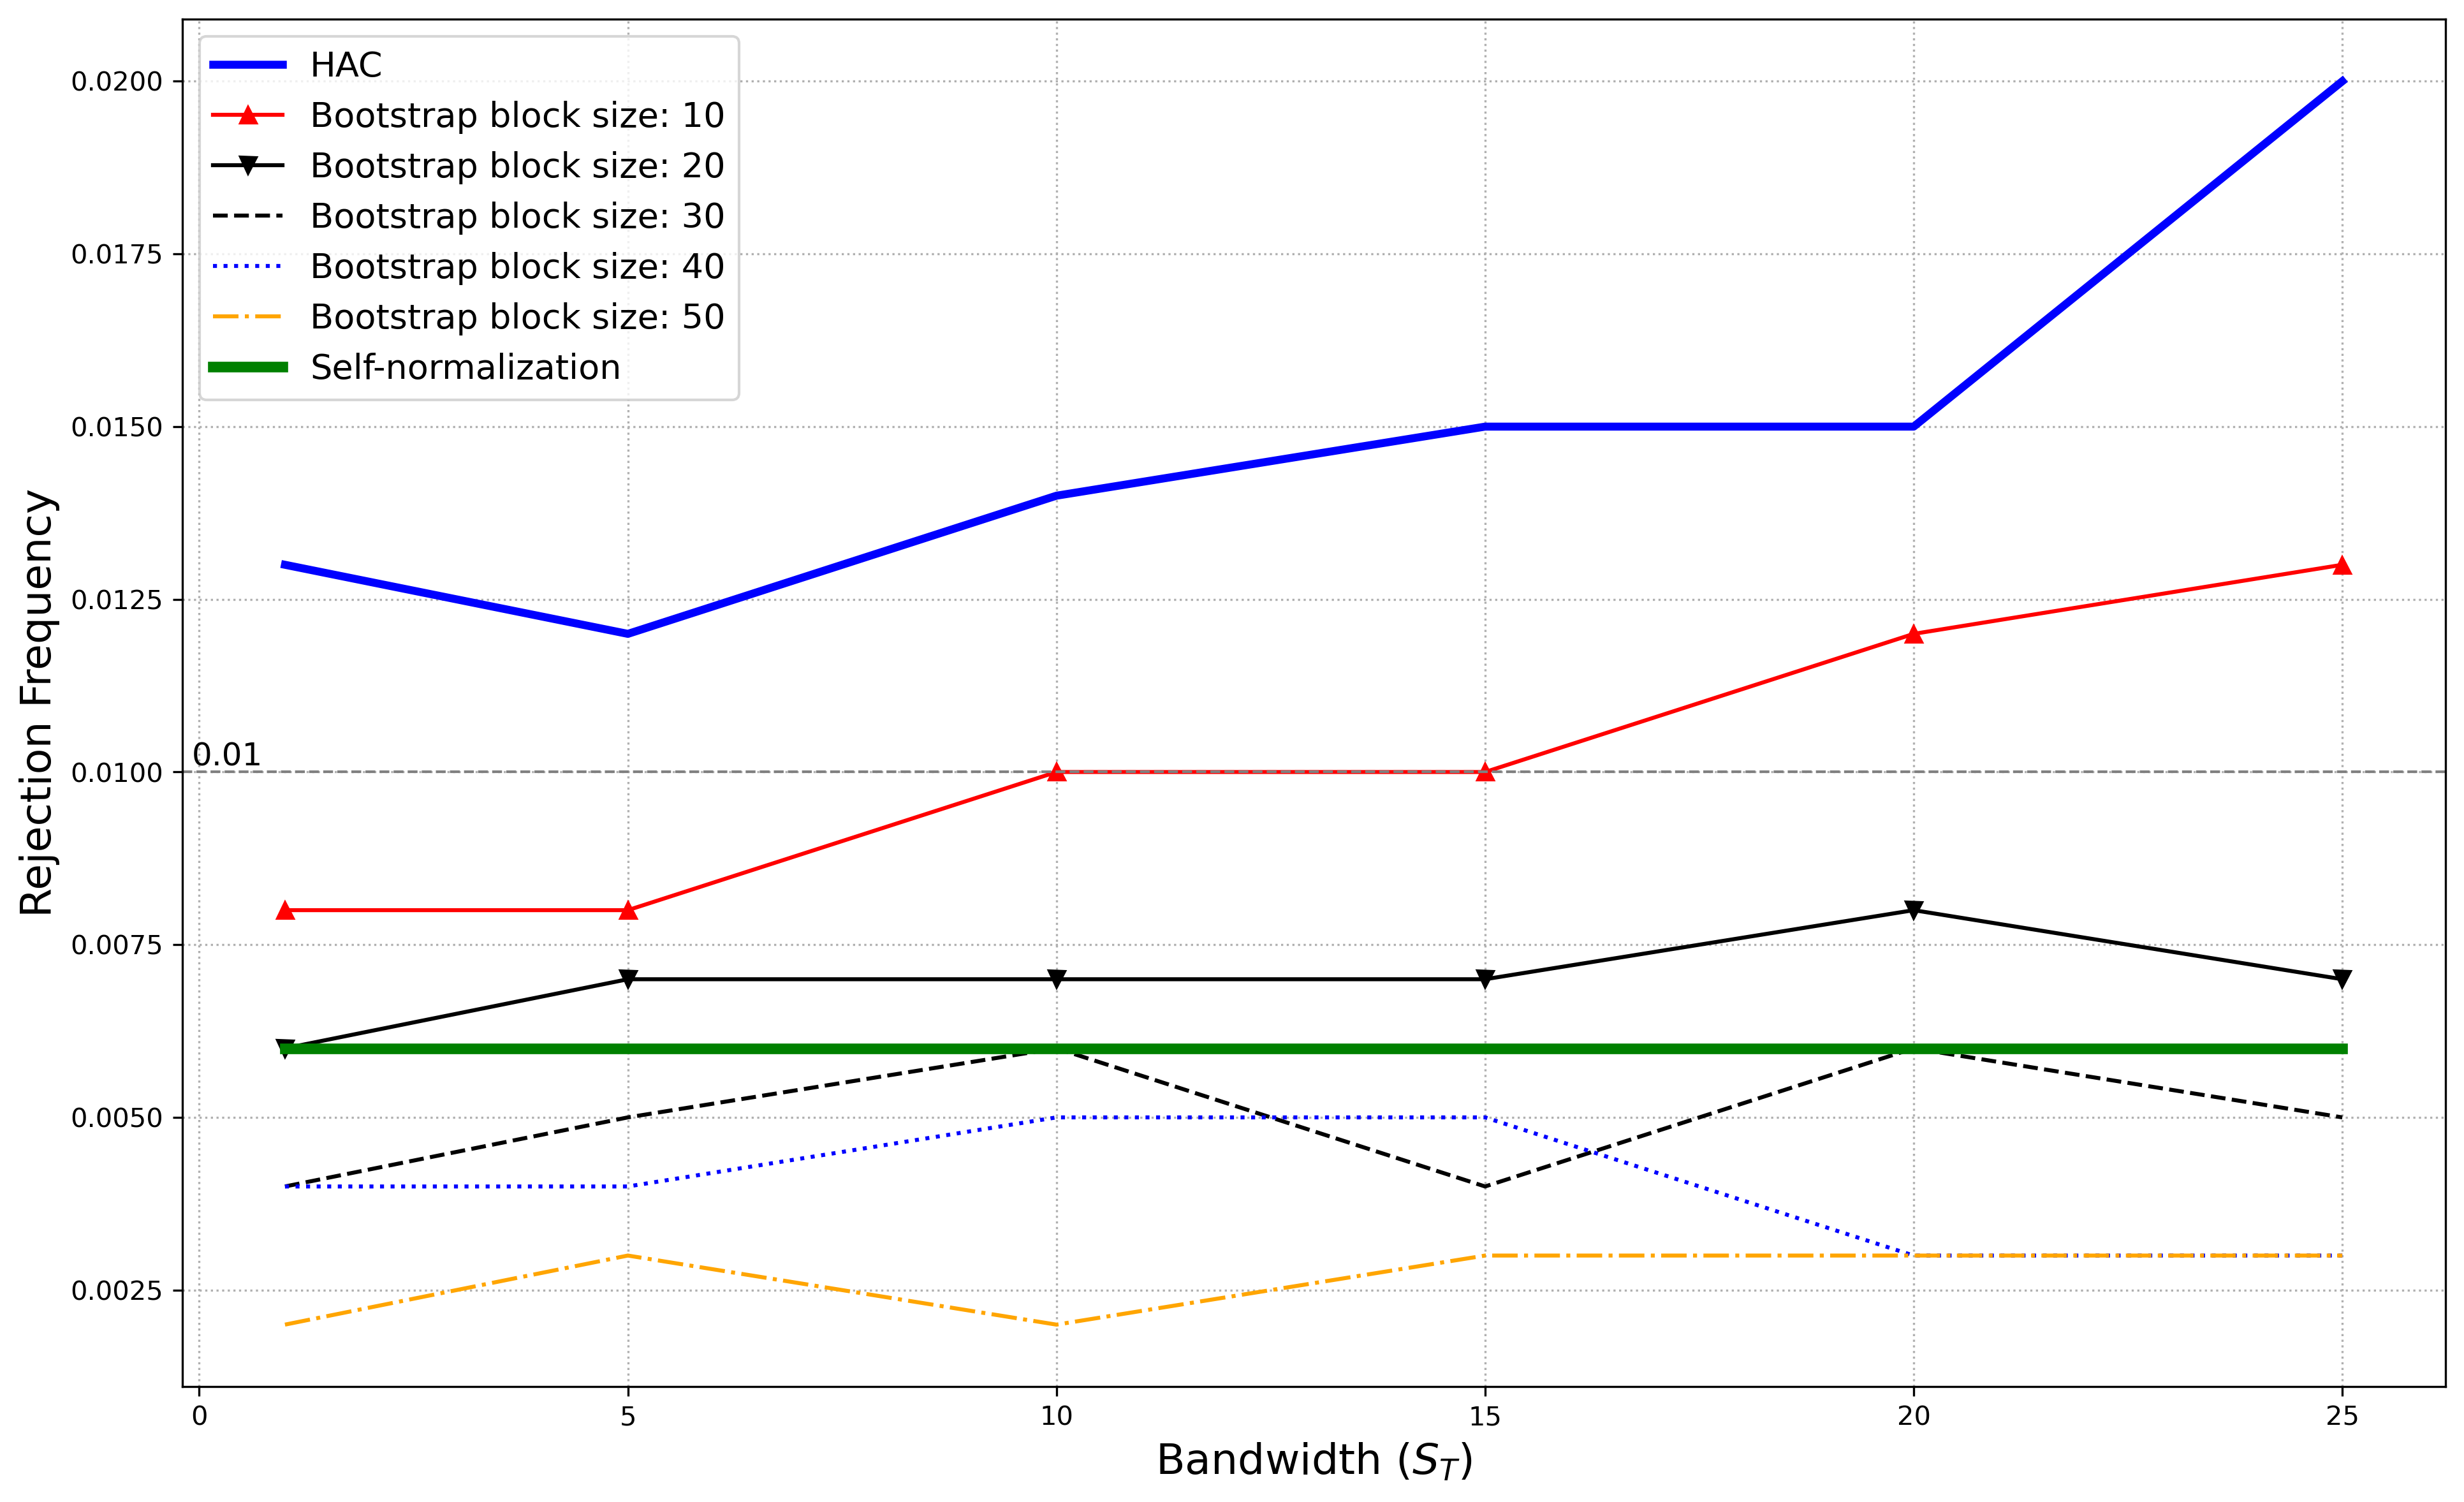 HAC
Bootstrap block size: 10
Bootstrap block size: 20
Bootstrap block size: 30
Bootstrap block size: 40
Bootstrap block size: 50
Self-normalization
0.0200
0.0175
0.0150
0.0125
0.0100
0.0075
0.0050
0.0025
0.01
Rejection Frequency
0 5 10 15 20 25
Bandwidth (S_T)